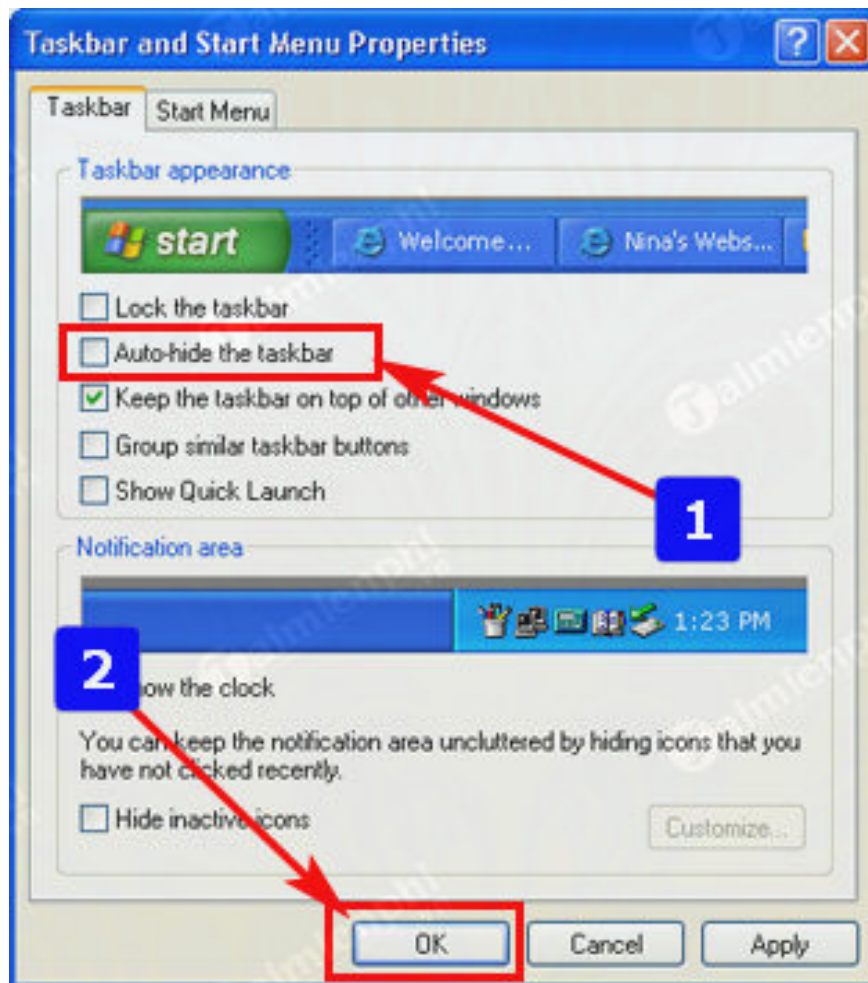 Taskbar and Start Menu Properties
Taskbar Start Menu
Taskbar appearance
start Welcome... Nina's Webs...
Lock the taskbar
Auto-hide the taskbar
Keep the taskbar on top of other windows
Group similar taskbar buttons
Show Quick Launch
1
Notification area
1:23 PM
2
the clock
You can keep the notification area uncluttered by hiding icons that you
have not clicked recently.
Hide inactive icons
Customize...
OK Cancel Apply